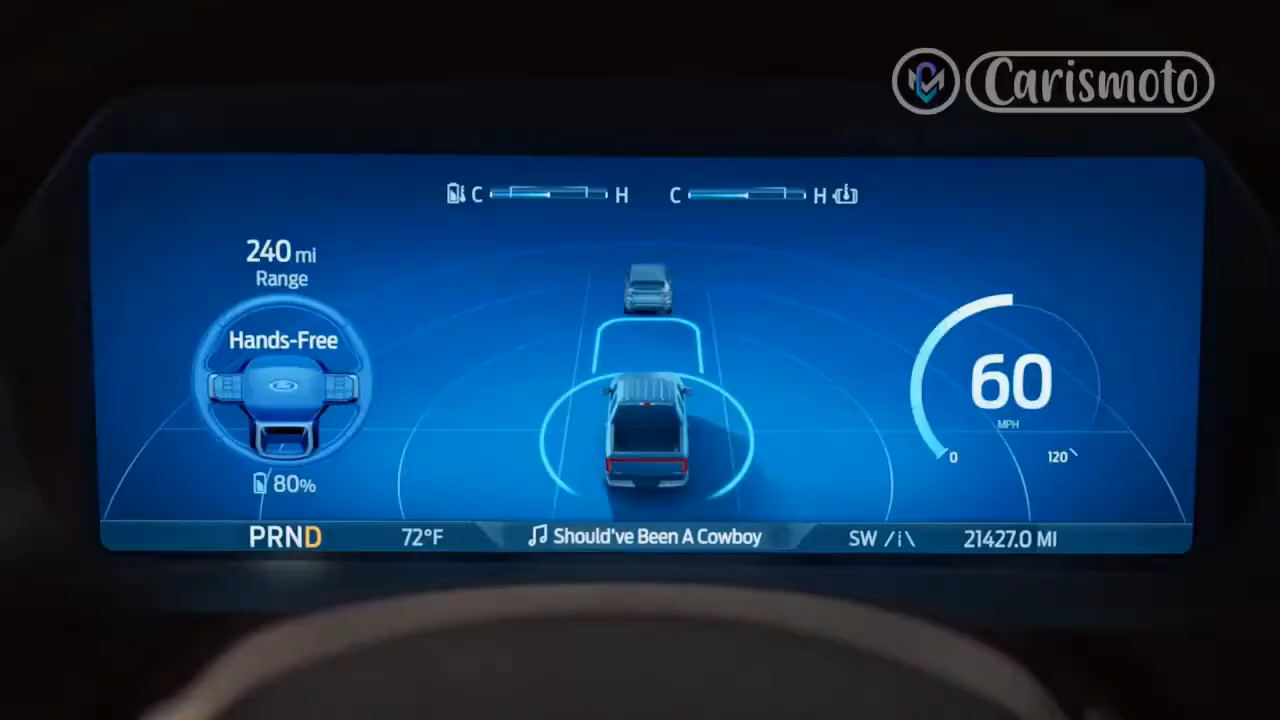 Carismoto
C H C H
240 mi
Range
Hands-Free
Ford
60
MPH
0 120
80%
PRND 72°F Should've Been A Cowboy SW 21427.0 MI